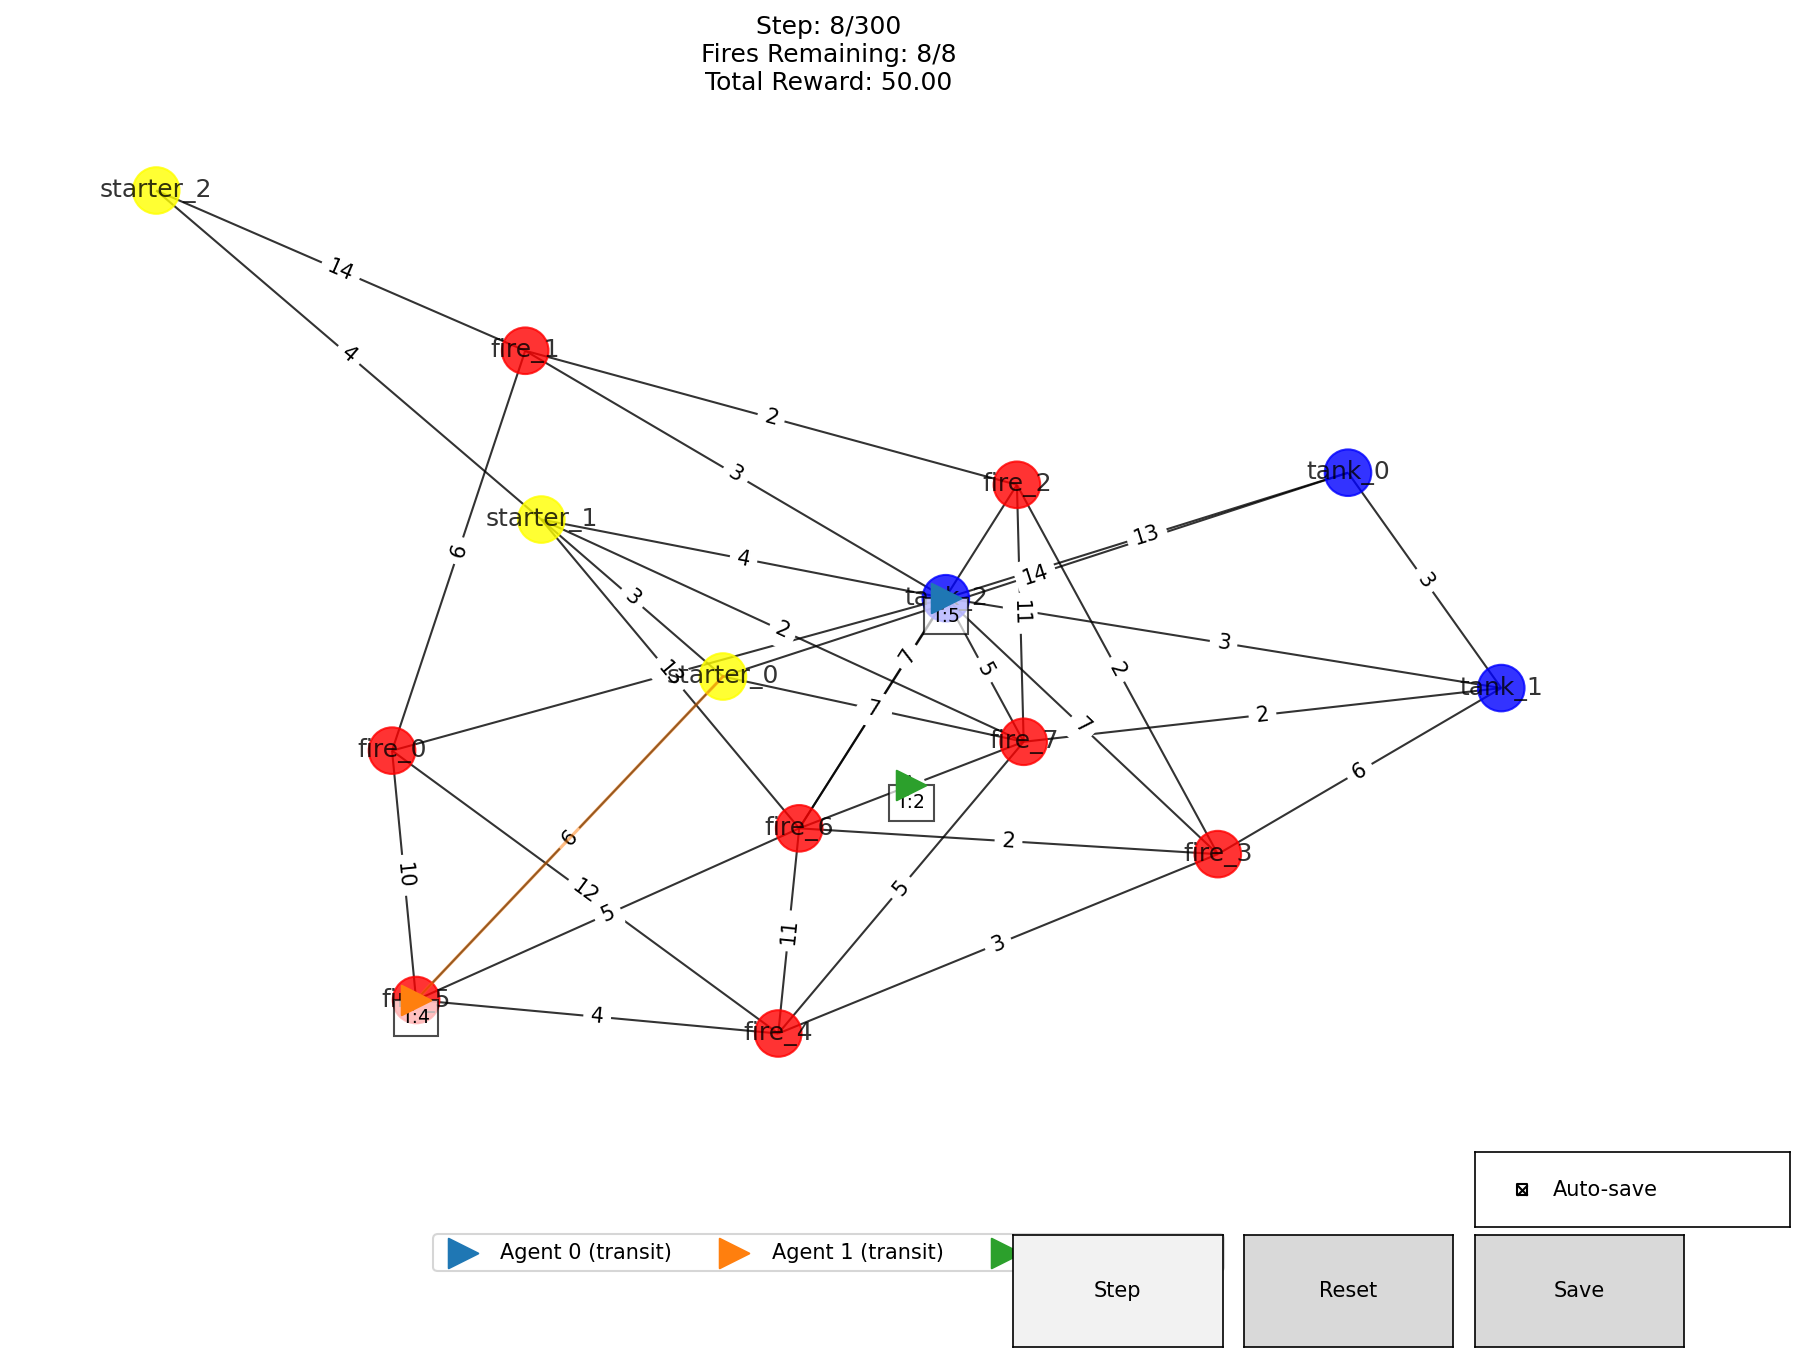 Step: 8/300
Fires Remaining: 8/8
Total Reward: 50.00
starter_2
14
4
fire_1
2
3
fire_2
tank_0
starter_1
4
13
14
6
3
3
11
T:5
2
3
7
5
2
starter_0
tank_1
7
2
7
fire_0
fire_7
6
T:2
fire_6
2
fire_3
6
10
12
5
5
11
3
T:4
4
fire_4
Auto-save
Agent 0 (transit)
Agent 1 (transit)
Step
Reset
Save